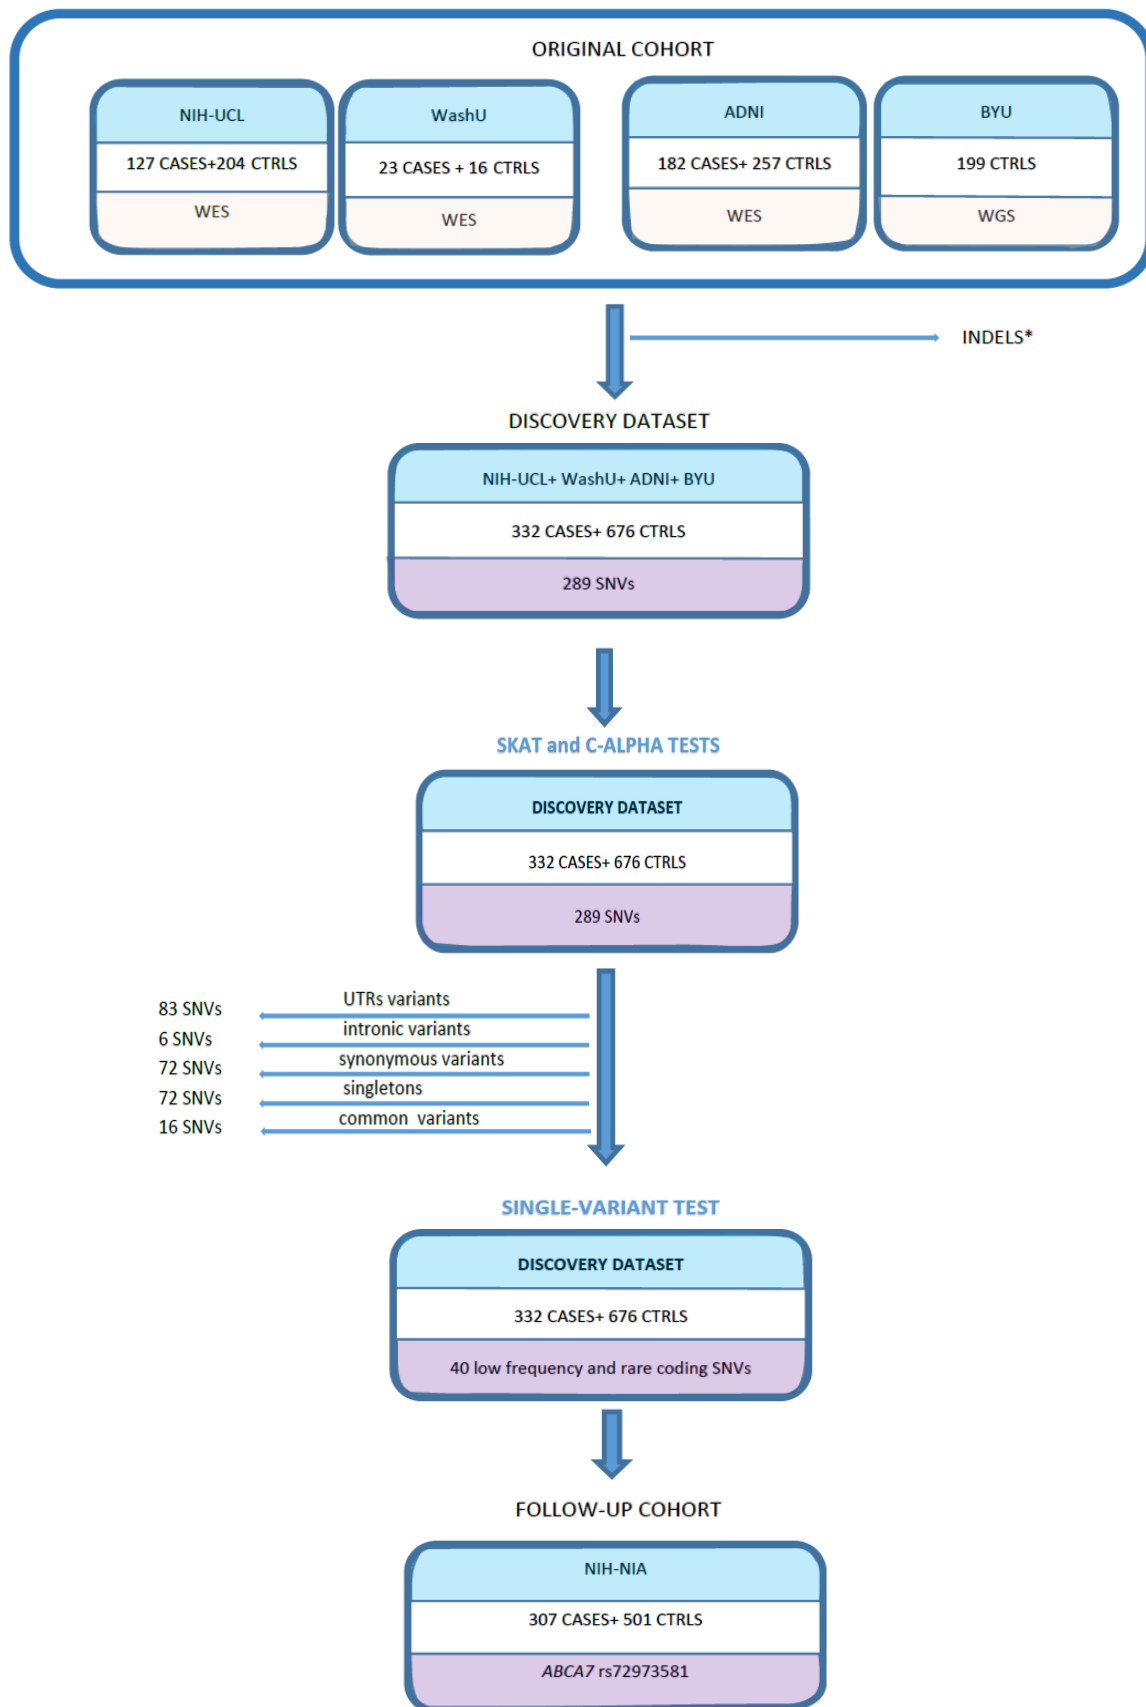 ORIGINAL COHORT
NIH-UCL
127 CASES+204 CTRLS
WES
WashU
23 CASES + 16 CTRLS
WES
ADNI
182 CASES+ 257 CTRLS
WES
BYU
199 CTRLS
WGS
INDELS*
DISCOVERY DATASET
NIH-UCL+ WashU+ ADNI+ BYU
332 CASES+ 676 CTRLS
289 SNVs
SKAT and C-ALPHA TESTS
DISCOVERY DATASET
332 CASES+ 676 CTRLS
289 SNVs
83 SNVs UTRs variants
6 SNVs intronic variants
72 SNVs synonymous variants
72 SNVs singletons
16 SNVs common variants
SINGLE-VARIANT TEST
DISCOVERY DATASET
332 CASES+ 676 CTRLS
40 low frequency and rare coding SNVs
FOLLOW-UP COHORT
NIH-NIA
307 CASES+ 501 CTRLS
ABCA7 rs72973581